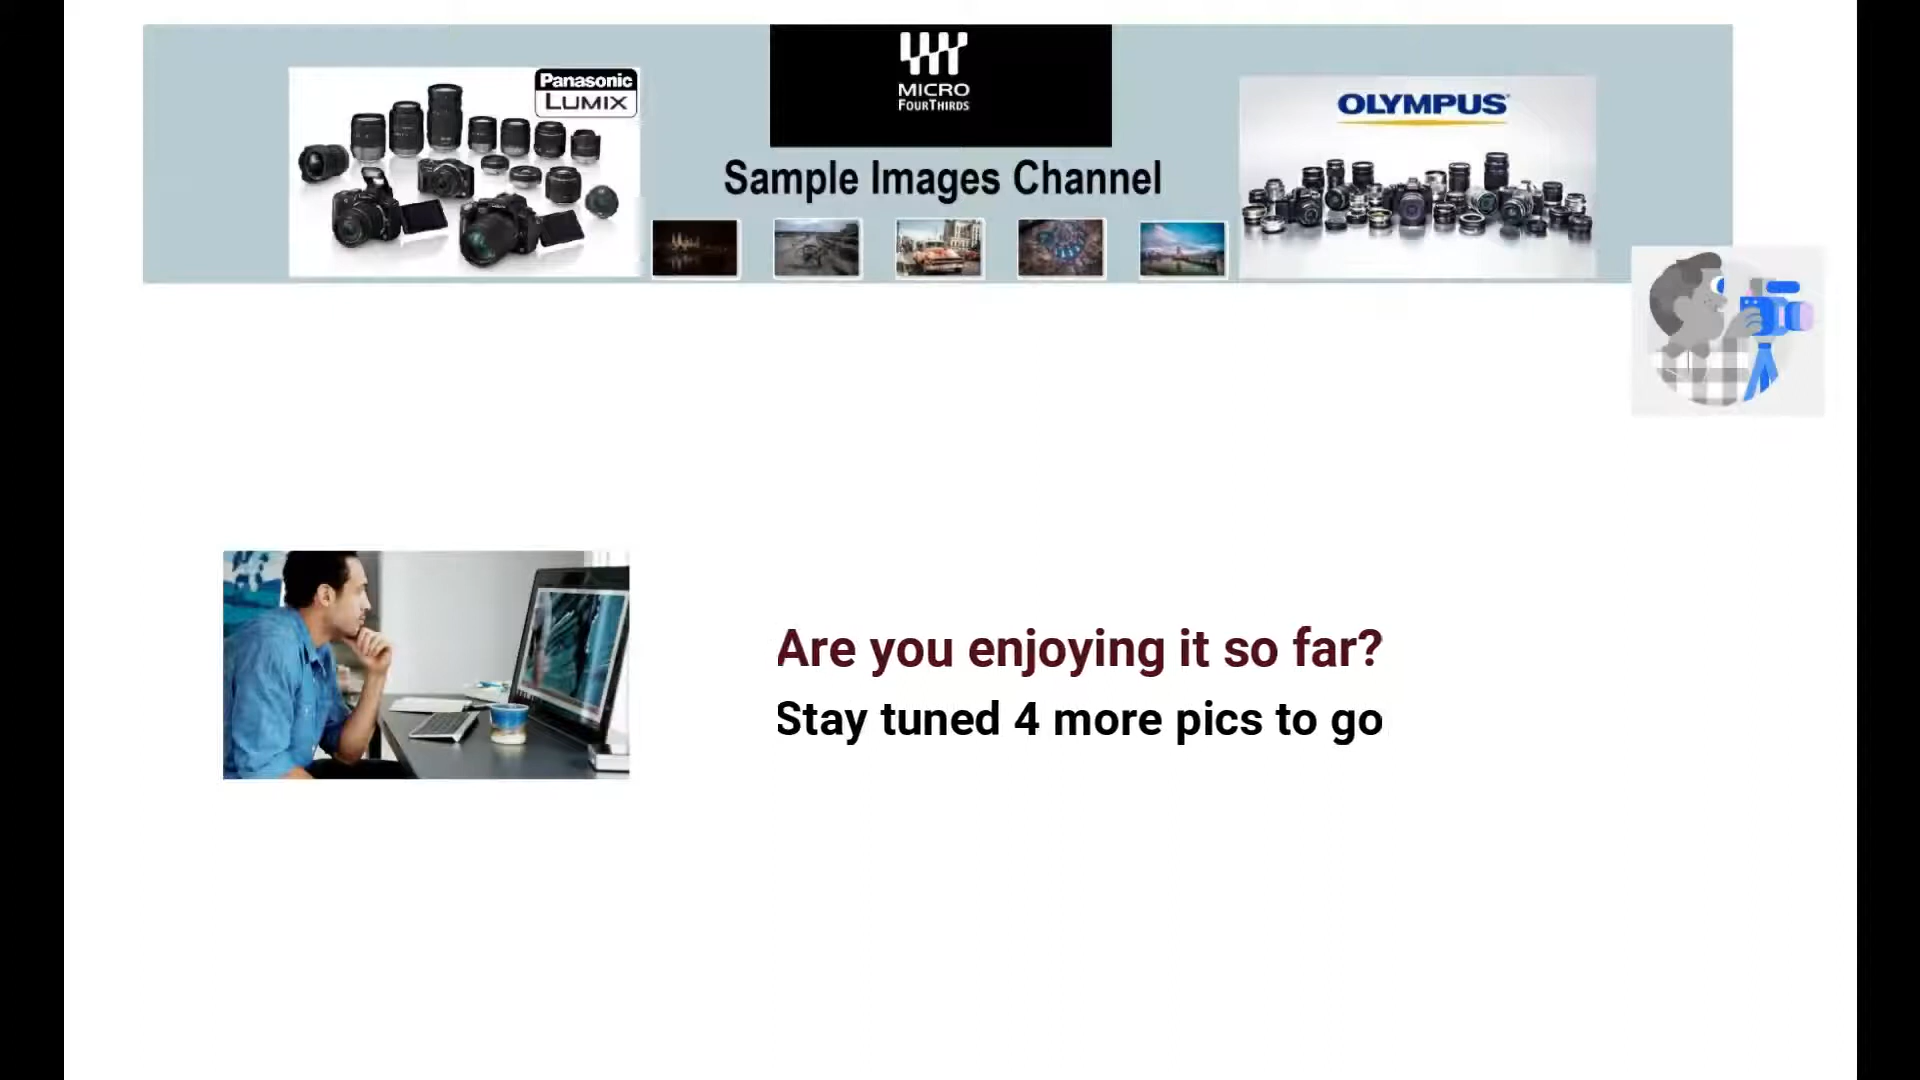 Panasonic
LUMIX
MICRO
FOURTHIRDS
OLYMPUS
Sample Images Channel
Are you enjoying it so far?
Stay tuned 4 more pics to go